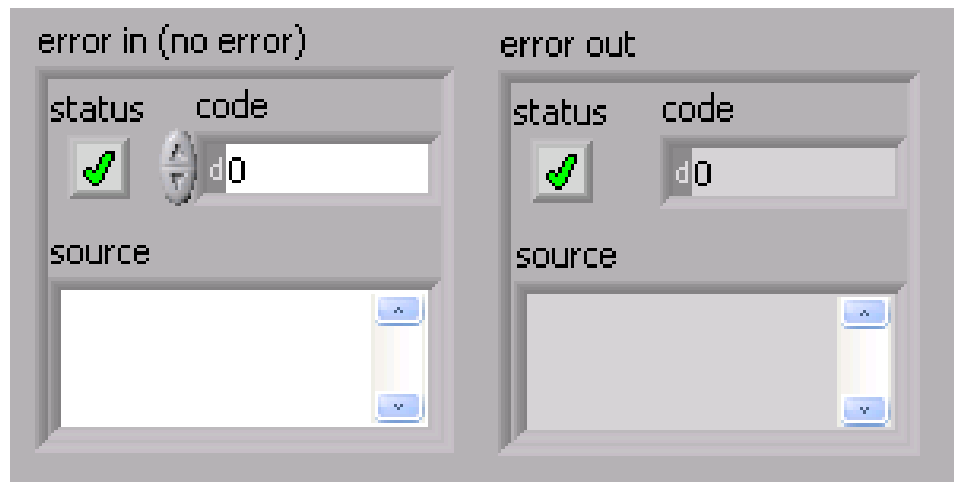 error in (no error)
status code
d0
source
error out
status code
d0
source